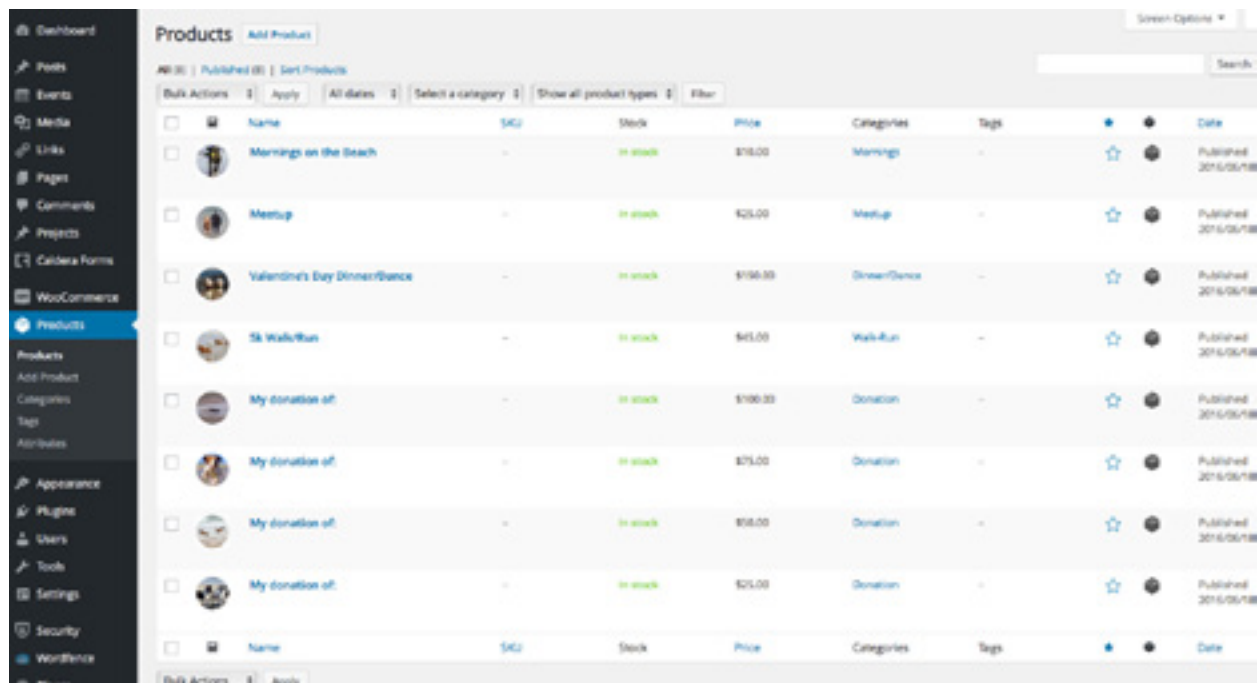 Dashboard
Posts
Events
Media
Links
Pages
Comments
Projects
Caldera Forms
WooCommerce
Products
Products
Add Product
Categories
Tags
Attributes
Appearance
Plugins
Users
Tools
Settings
Security
Wordfence
Screen Options
Products Add Product
All (8) | Published (8) | Sort Products
Search
Bulk Actions Apply All dates Select a category Show all product types Filter
Name SKU Stock Price Categories Tags Date
Mornings on the Beach – In stock $10.00 Mornings – Published
Meetup – In stock $25.00 Meetup – Published
Valentine's Day Dinner/Dance – In stock $150.00 Dinner/Dance – Published
5k Walk/Run – In stock $45.00 Walk-Run – Published
My donation of: – In stock $100.00 Donation – Published
My donation of: – In stock $75.00 Donation – Published
My donation of: – In stock $50.00 Donation – Published
My donation of: – In stock $25.00 Donation – Published
Name SKU Stock Price Categories Tags Date
Bulk Actions Apply